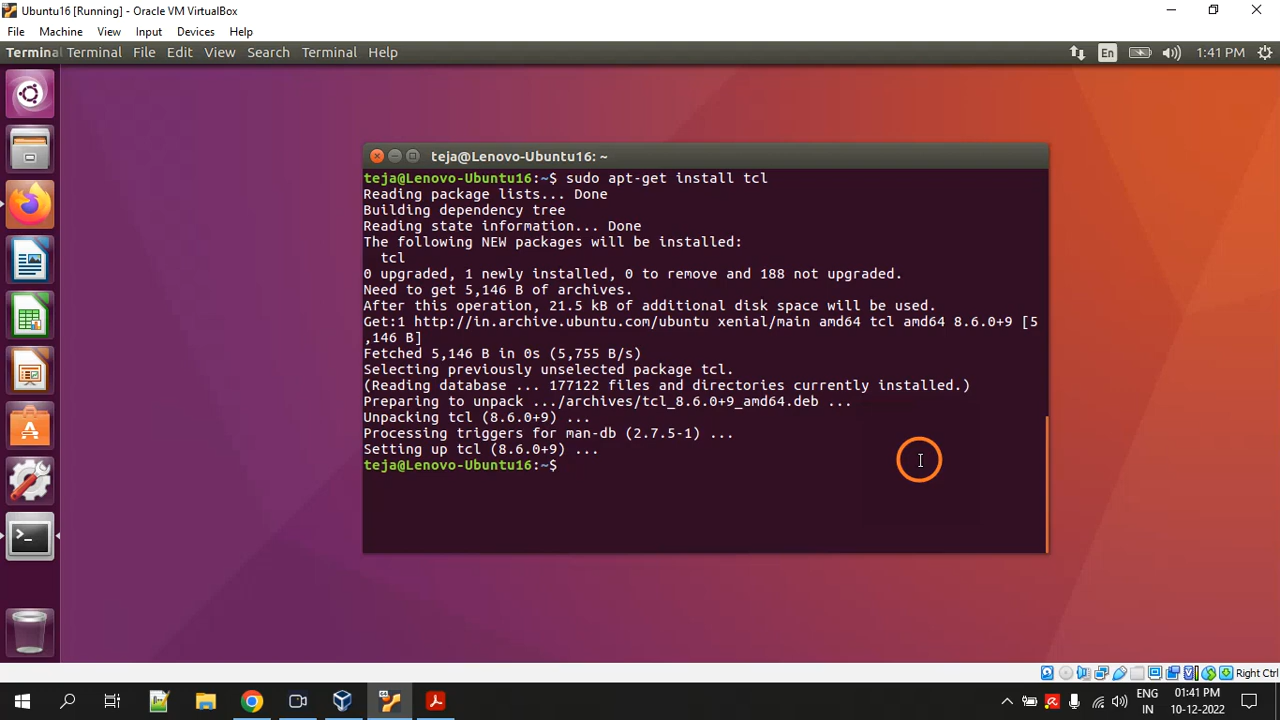 Ubuntu16 [Running] - Oracle VM VirtualBox
File Machine View Input Devices Help
Terminal Terminal File Edit View Search Terminal Help En 1:41 PM
teja@Lenovo-Ubuntu16: ~
teja@Lenovo-Ubuntu16:~$ sudo apt-get install tcl
Reading package lists... Done
Building dependency tree
Reading state information... Done
The following NEW packages will be installed:
tcl
0 upgraded, 1 newly installed, 0 to remove and 188 not upgraded.
Need to get 5,146 B of archives.
After this operation, 21.5 kB of additional disk space will be used.
Get:1 http://in.archive.ubuntu.com/ubuntu xenial/main amd64 tcl amd64 8.6.0+9 [5
,146 B]
Fetched 5,146 B in 0s (5,755 B/s)
Selecting previously unselected package tcl.
(Reading database ... 177122 files and directories currently installed.)
Preparing to unpack .../archives/tcl_8.6.0+9_amd64.deb ...
Unpacking tcl (8.6.0+9) ...
Processing triggers for man-db (2.7.5-1) ...
Setting up tcl (8.6.0+9) ...
teja@Lenovo-Ubuntu16:~$
Right Ctrl
ENG 01:41 PM
IN 10-12-2022